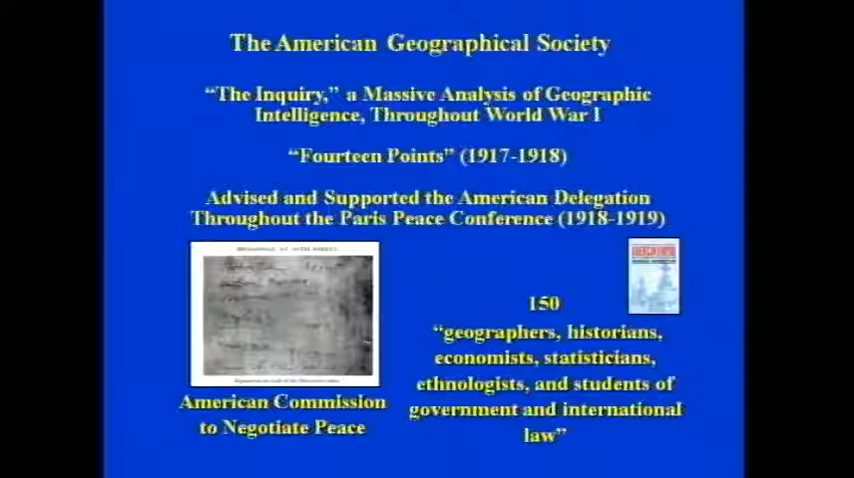 The American Geographical Society
“The Inquiry,” a Massive Analysis of Geographic
Intelligence, Throughout World War I
“Fourteen Points” (1917-1918)
Advised and Supported the American Delegation
Throughout the Paris Peace Conference (1918-1919)
150
“geographers, historians,
economists, statisticians,
ethnologists, and students of
government and international
law”
American Commission
to Negotiate Peace